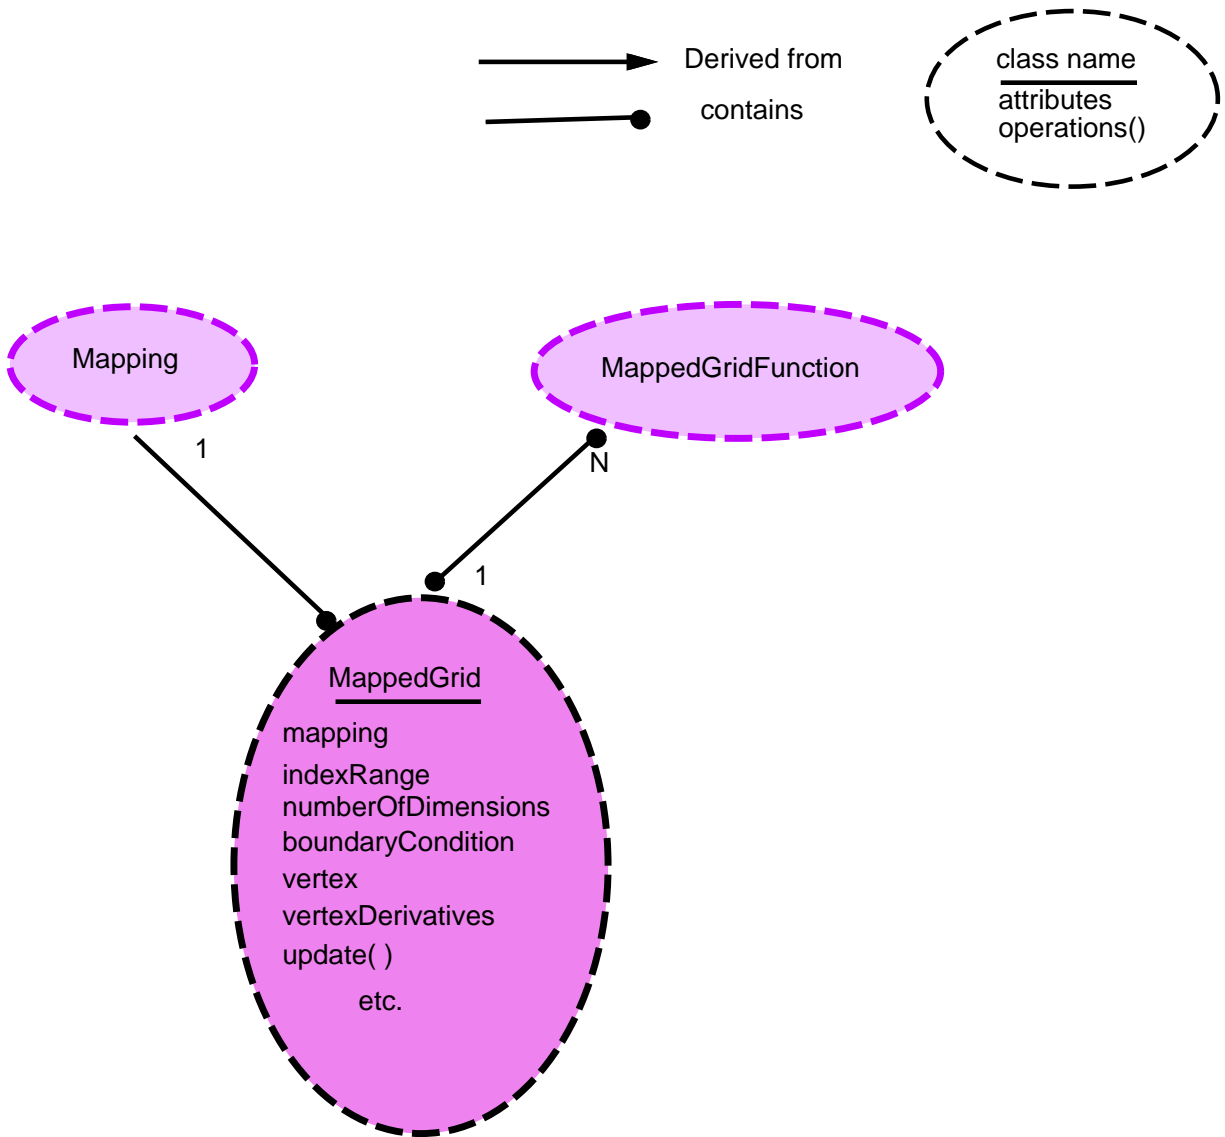 Derived from
contains
class name
attributes
operations()
Mapping
MappedGridFunction
1
N
1
MappedGrid
mapping
indexRange
numberOfDimensions
boundaryCondition
vertex
vertexDerivatives
update( )
etc.